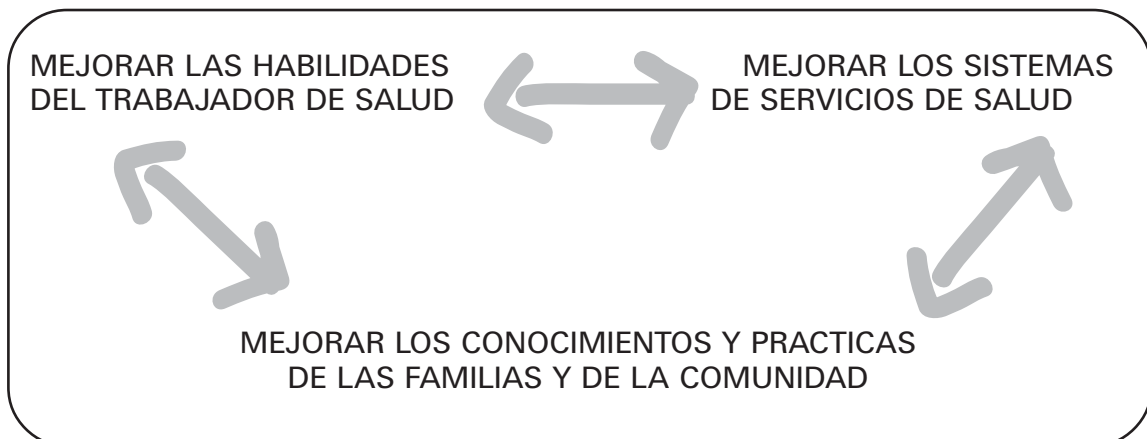 MEJORAR LAS HABILIDADES
DEL TRABAJADOR DE SALUD
MEJORAR LOS SISTEMAS
DE SERVICIOS DE SALUD
MEJORAR LOS CONOCIMIENTOS Y PRACTICAS
DE LAS FAMILIAS Y DE LA COMUNIDAD